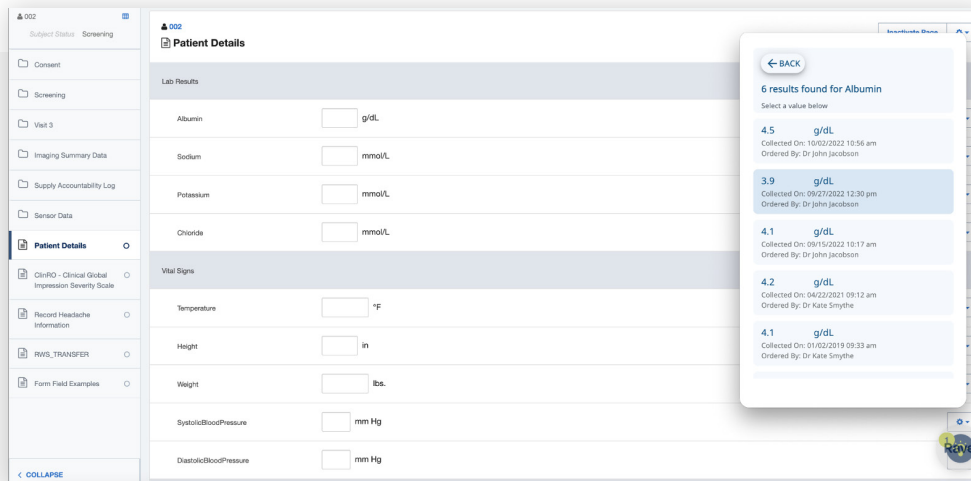 002
Subject Status Screening
Consent
Screening
Visit 3
Imaging Summary Data
Supply Accountability Log
Sensor Data
Patient Details
ClinRO - Clinical Global
Impression Severity Scale
Record Headache
Information
RWS_TRANSFER
Form Field Examples
< COLLAPSE
002
Patient Details
Inactivate Page
Lab Results
Albumin g/dL
Sodium mmol/L
Potassium mmol/L
Chloride mmol/L
Vital Signs
Temperature °F
Height in
Weight lbs.
SystolicBloodPressure mm Hg
DiastolicBloodPressure mm Hg
← BACK
6 results found for Albumin
Select a value below
4.5 g/dL
Collected On: 10/02/2022 10:56 am
Ordered By: Dr John Jacobson
3.9 g/dL
Collected On: 09/27/2022 12:30 pm
Ordered By: Dr John Jacobson
4.1 g/dL
Collected On: 09/15/2022 10:17 am
Ordered By: Dr John Jacobson
4.2 g/dL
Collected On: 04/22/2021 09:12 am
Ordered By: Dr Kate Smythe
4.1 g/dL
Collected On: 01/02/2019 09:33 am
Ordered By: Dr Kate Smythe
1